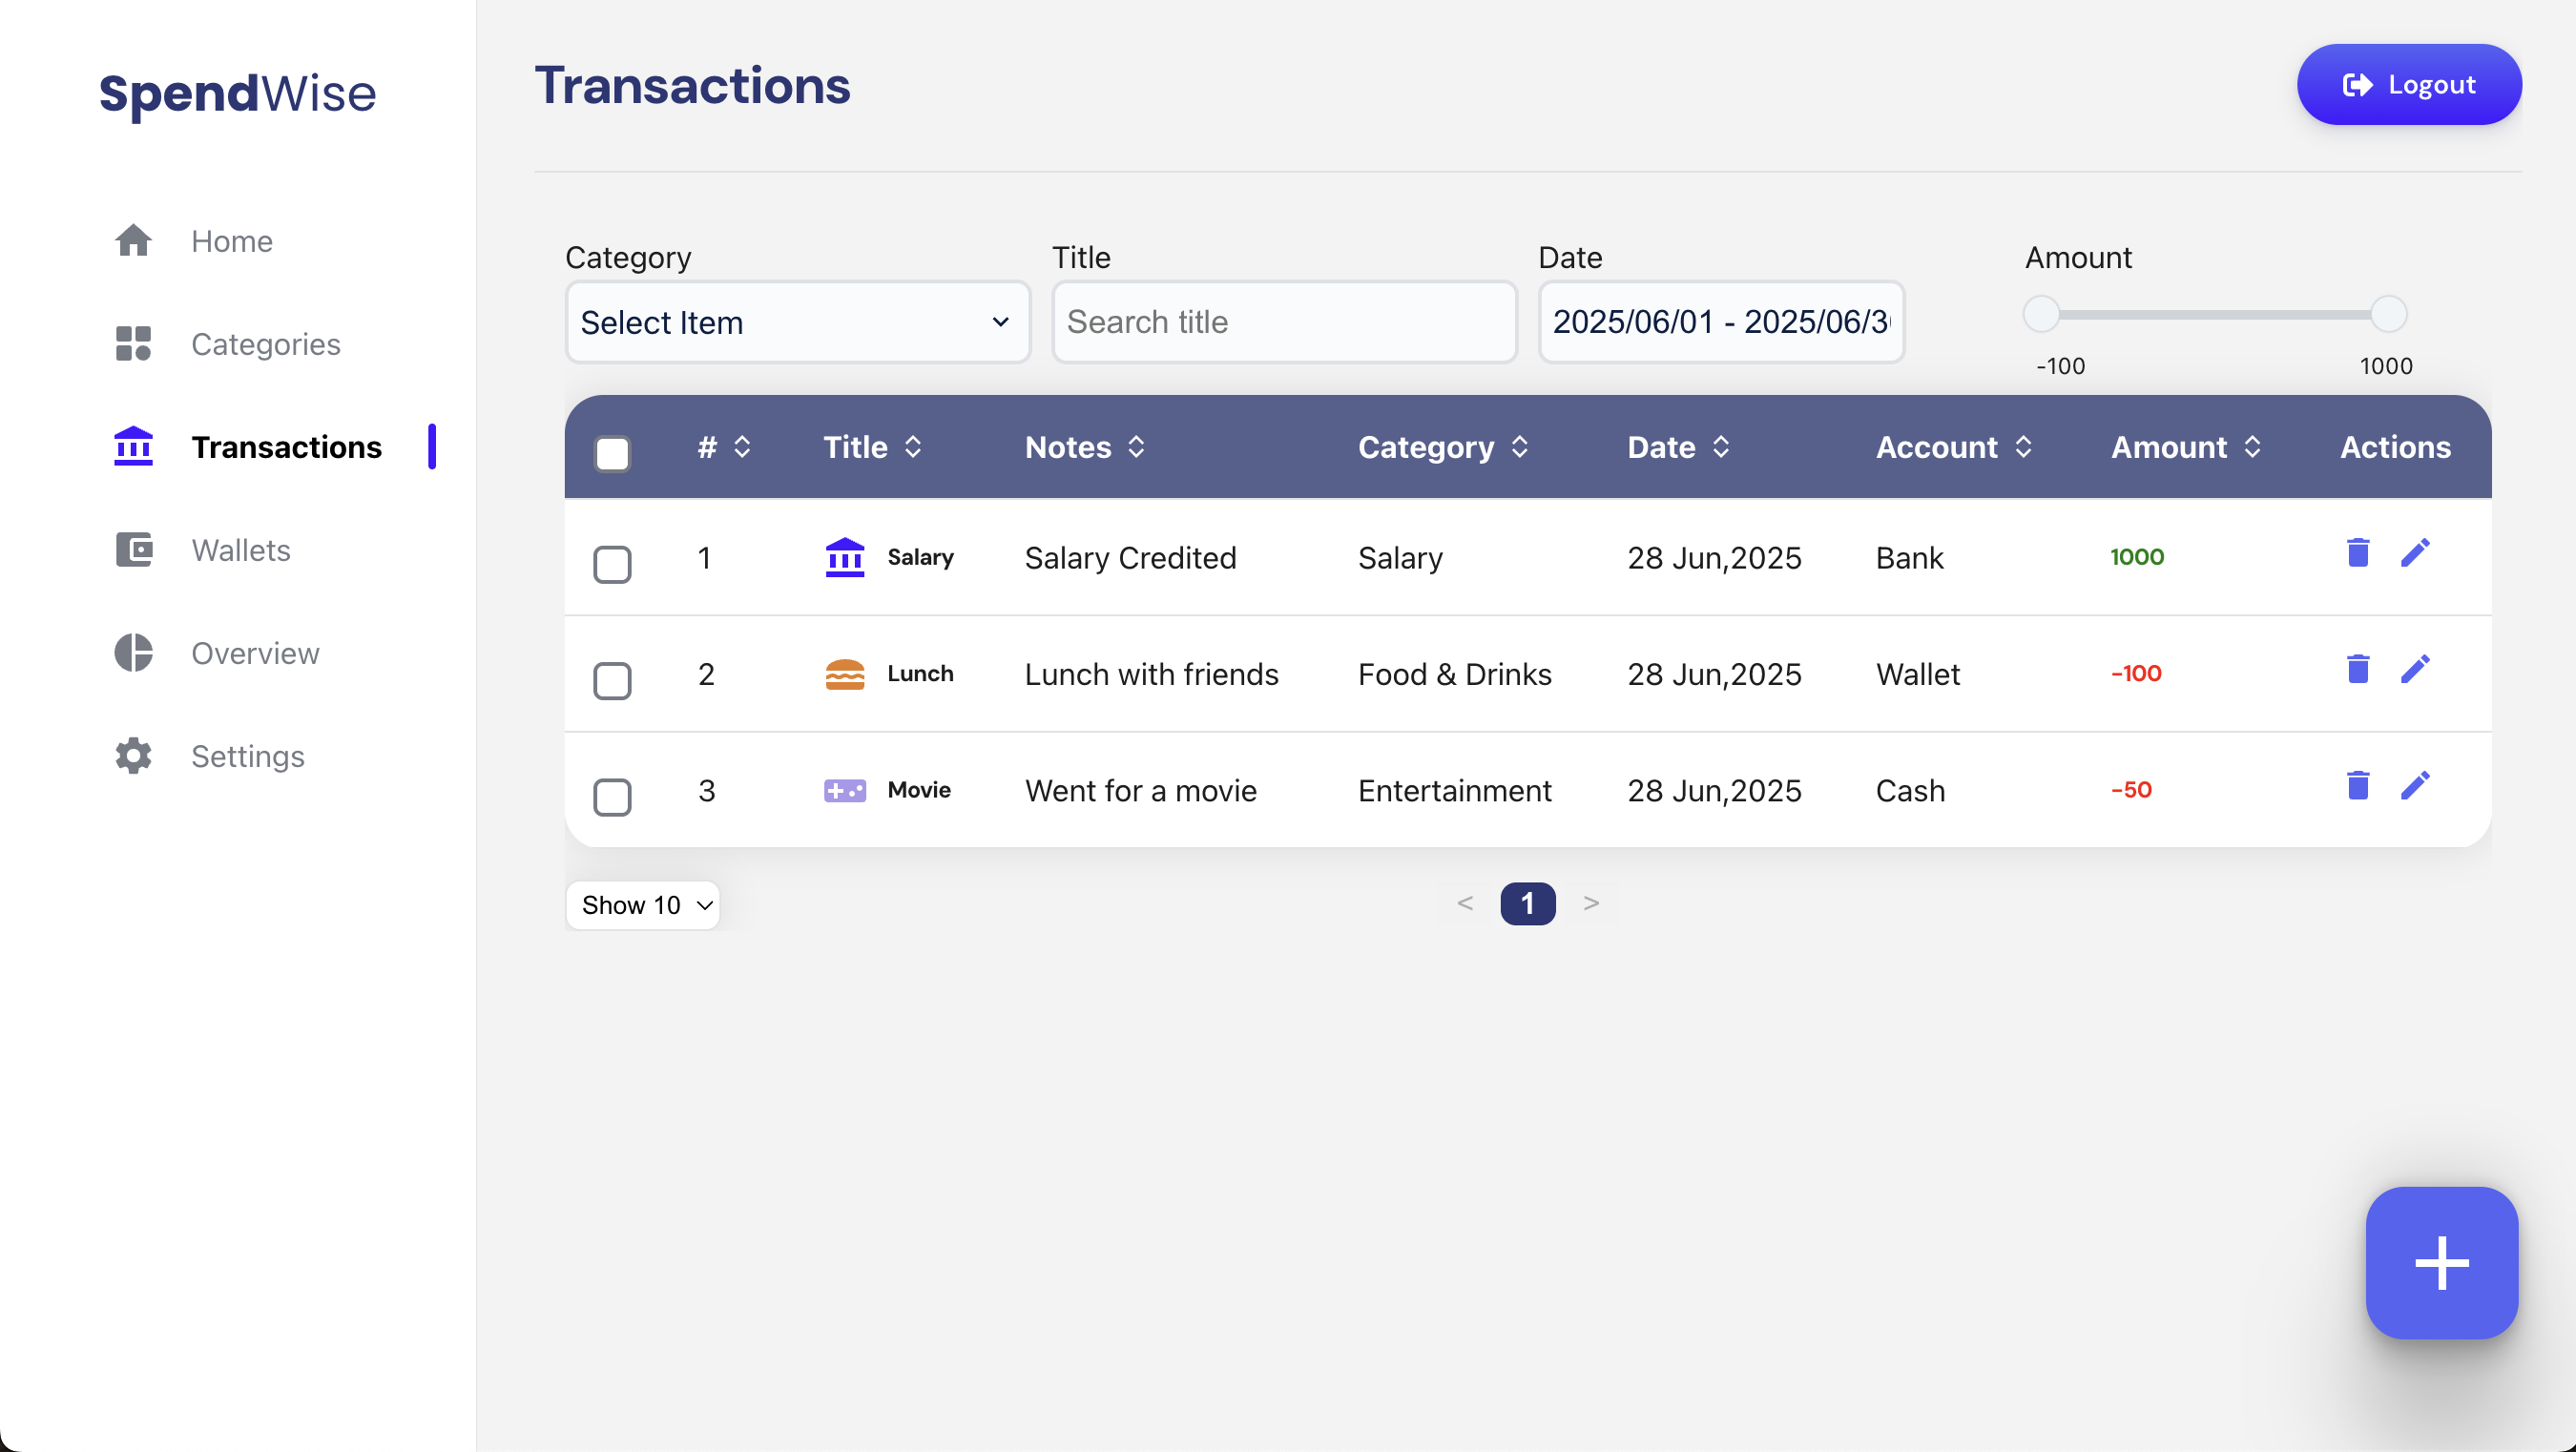 SpendWise
Home
Categories
Transactions
Wallets
Overview
Settings
Transactions
Logout
Category
Title
Date
Amount
Select Item
Search title
2025/06/01 - 2025/06/3
-100
1000
# Title Notes Category Date Account Amount Actions
1 Salary Salary Credited Salary 28 Jun,2025 Bank 1000
2 Lunch Lunch with friends Food & Drinks 28 Jun,2025 Wallet -100
3 Movie Went for a movie Entertainment 28 Jun,2025 Cash -50
Show 10
< 1 >